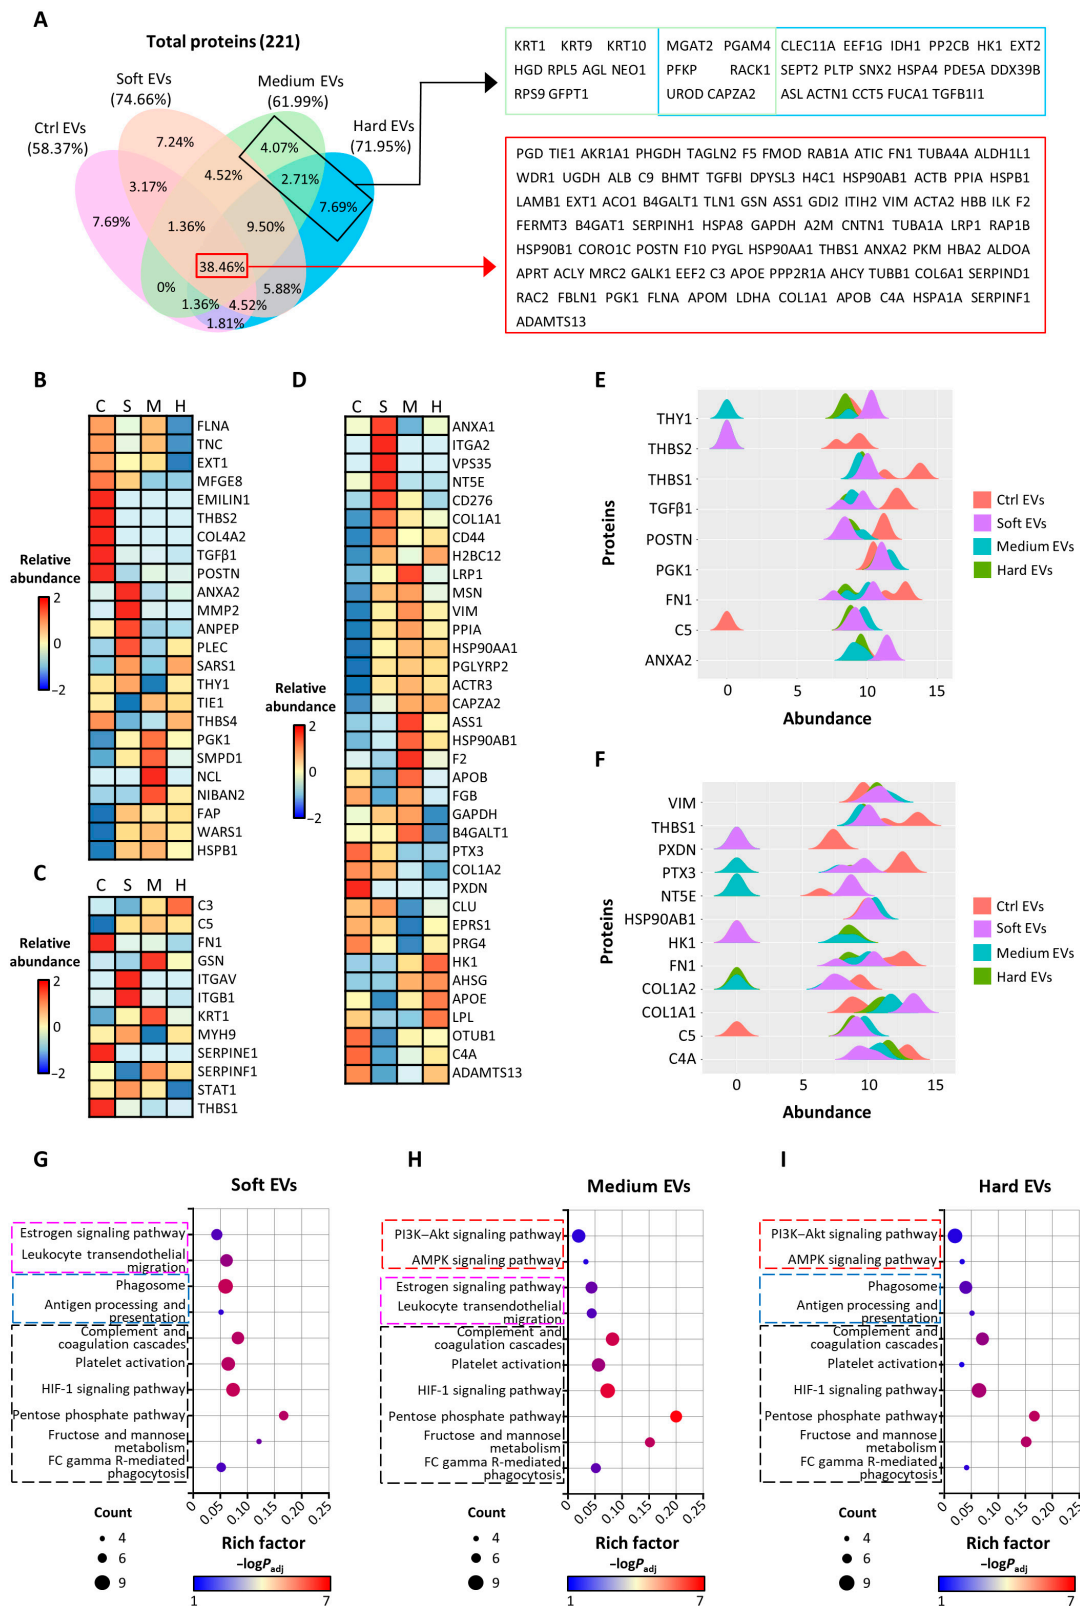 A
Total proteins (221)
Soft EVs
(74.66%)
Medium EVs
(61.99%)
Ctrl EVs
(58.37%)
Hard EVs
(71.95%)
7.24%
4.07%
4.52%
2.71%
3.17%
7.69%
7.69%
1.36%
9.50%
38.46%
0%
5.88%
1.36%
4.52%
1.81%
KRT1 KRT9 KRT10
HGD RPL5 AGL NEO1
RPS9 GFPT1
MGAT2 PGAM4
PFKP RACK1
UROD CAPZA2
CLEC11A EEF1G IDH1 PP2CB HK1 EXT2
SEPT2 PLTP SNX2 HSPA4 PDE5A DDX39B
ASL ACTN1 CCT5 FUCA1 TGFB1I1
PGD TIE1 AKR1A1 PHGDH TAGLN2 F5 FMOD RAB1A ATIC FN1 TUBA4A ALDH1L1
WDR1 UGDH ALB C9 BHMT TGFBI DPYSL3 H4C1 HSP90AB1 ACTB PPIA HSPB1
LAMB1 EXT1 ACO1 B4GALT1 TLN1 GSN ASS1 GDI2 ITIH2 VIM ACTA2 HBB ILK F2
FERMT3 B4GAT1 SERPINH1 HSPA8 GAPDH A2M CNTN1 TUBA1A LRP1 RAP1B
HSP90B1 CORO1C POSTN F10 PYGL HSP90AA1 THBS1 ANXA2 PKM HBA2 ALDOA
APRT ACLY MRC2 GALK1 EEF2 C3 APOE PPP2R1A AHCY TUBB1 COL6A1 SERPIND1
RAC2 FBLN1 PGK1 FLNA APOM LDHA COL1A1 APOB C4A HSPA1A SERPINF1
ADAMTS13
B
C S M H
FLNA
TNC
EXT1
MFGE8
EMILIN1
THBS2
COL4A2
TGFβ1
POSTN
ANXA2
MMP2
ANPEP
PLEC
SARS1
THY1
TIE1
THBS4
PGK1
SMPD1
NCL
NIBAN2
FAP
WARS1
HSPB1
Relative
abundance
2
0
−2
C
C S M H
C3
C5
FN1
GSN
ITGAV
ITGB1
KRT1
MYH9
SERPINE1
SERPINF1
STAT1
THBS1
Relative
abundance
2
0
−2
D
C S M H
ANXA1
ITGA2
VPS35
NT5E
CD276
COL1A1
CD44
H2BC12
LRP1
MSN
VIM
PPIA
HSP90AA1
PGLYRP2
ACTR3
CAPZA2
ASS1
HSP90AB1
F2
APOB
FGB
GAPDH
B4GALT1
PTX3
COL1A2
PXDN
CLU
EPRS1
PRG4
HK1
AHSG
APOE
LPL
OTUB1
C4A
ADAMTS13
Relative
abundance
2
0
−2
E
Proteins
THY1
THBS2
THBS1
TGFβ1
POSTN
PGK1
FN1
C5
ANXA2
0 5 10 15
Abundance
Ctrl EVs
Soft EVs
Medium EVs
Hard EVs
F
Proteins
VIM
THBS1
PXDN
PTX3
NT5E
HSP90AB1
HK1
FN1
COL1A2
COL1A1
C5
C4A
0 5 10 15
Abundance
Ctrl EVs
Soft EVs
Medium EVs
Hard EVs
G
Soft EVs
Estrogen signaling pathway
Leukocyte transendothelial
migration
Phagosome
Antigen processing and
presentation
Complement and
coagulation cascades
Platelet activation
HIF-1 signaling pathway
Pentose phosphate pathway
Fructose and mannose
metabolism
FC gamma R-mediated
phagocytosis
0 0.05 0.10 0.15 0.20 0.25
Rich factor
Count
4
6
9
−logPadj
1 7
H
Medium EVs
PI3K–Akt signaling pathway
AMPK signaling pathway
Estrogen signaling pathway
Leukocyte transendothelial
migration
Complement and
coagulation cascades
Platelet activation
HIF-1 signaling pathway
Pentose phosphate pathway
Fructose and mannose
metabolism
FC gamma R-mediated
phagocytosis
0 0.05 0.10 0.15 0.20 0.25
Rich factor
Count
4
6
9
−logPadj
1 7
I
Hard EVs
PI3K–Akt signaling pathway
AMPK signaling pathway
Phagosome
Antigen processing and
presentation
Complement and
coagulation cascades
Platelet activation
HIF-1 signaling pathway
Pentose phosphate pathway
Fructose and mannose
metabolism
FC gamma R-mediated
phagocytosis
0 0.05 0.10 0.15 0.20 0.25
Rich factor
Count
4
6
9
−logPadj
1 7